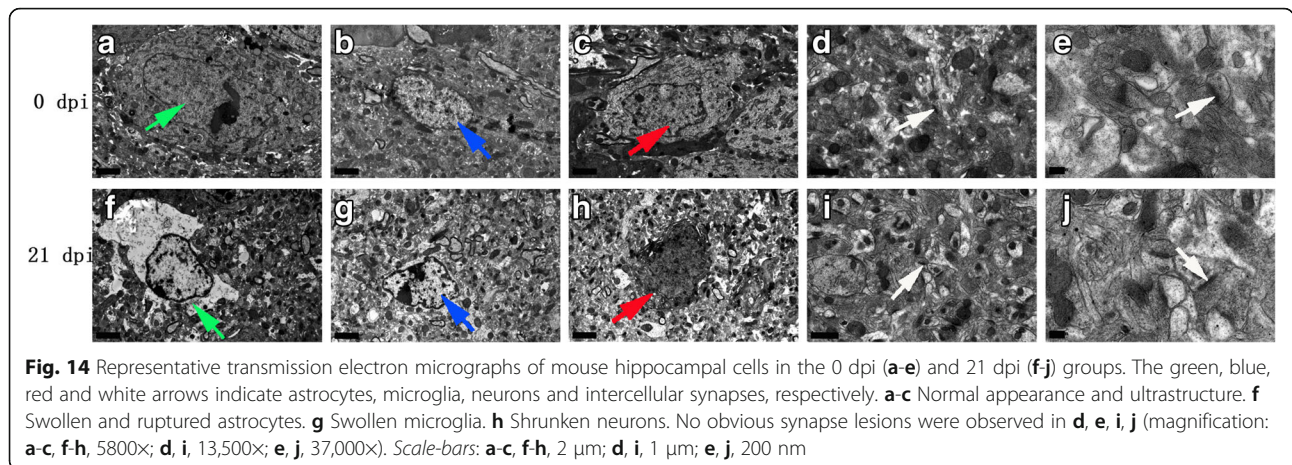 a b c d e
0 dpi
f g h i j
21 dpi
Fig. 14 Representative transmission electron micrographs of mouse hippocampal cells in the 0 dpi (a-e) and 21 dpi (f-j) groups. The green, blue,
red and white arrows indicate astrocytes, microglia, neurons and intercellular synapses, respectively. a-c Normal appearance and ultrastructure. f
Swollen and ruptured astrocytes. g Swollen microglia. h Shrunken neurons. No obvious synapse lesions were observed in d, e, i, j (magnification:
a-c, f-h, 5800×; d, i, 13,500×; e, j, 37,000×). Scale-bars: a-c, f-h, 2 μm; d, i, 1 μm; e, j, 200 nm